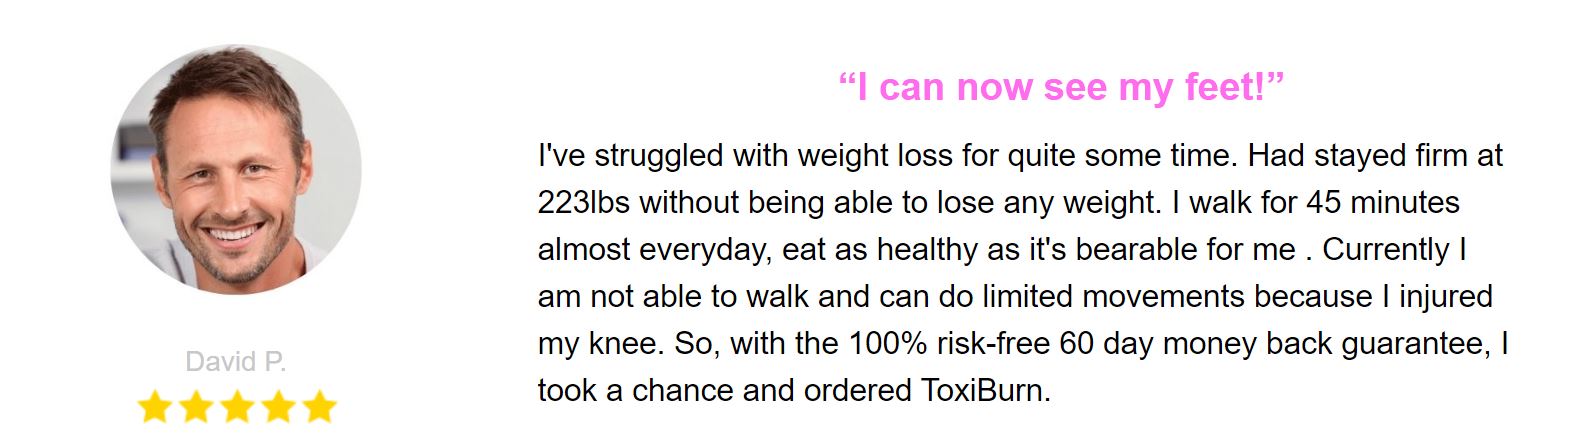 “I can now see my feet!”
I've struggled with weight loss for quite some time. Had stayed firm at
223lbs without being able to lose any weight. I walk for 45 minutes
almost everyday, eat as healthy as it's bearable for me . Currently I
am not able to walk and can do limited movements because I injured
my knee. So, with the 100% risk-free 60 day money back guarantee, I
took a chance and ordered ToxiBurn.
David P.